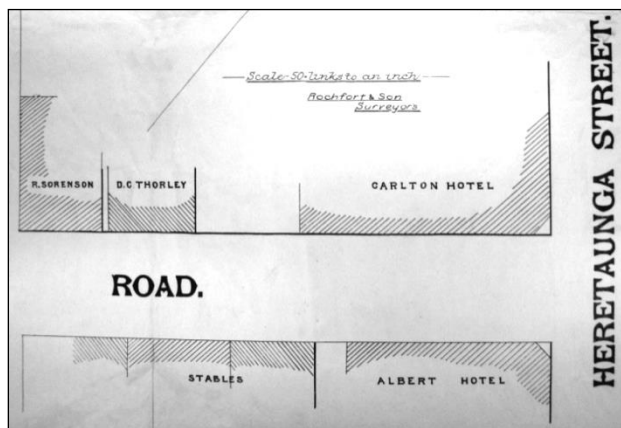 Scale 50 links to an inch
Rochfort & Son
Surveyors
R. SORENSON
D.C. THORLEY
CARLTON HOTEL
HERETAUNGA STREET.
ROAD.
STABLES
ALBERT HOTEL